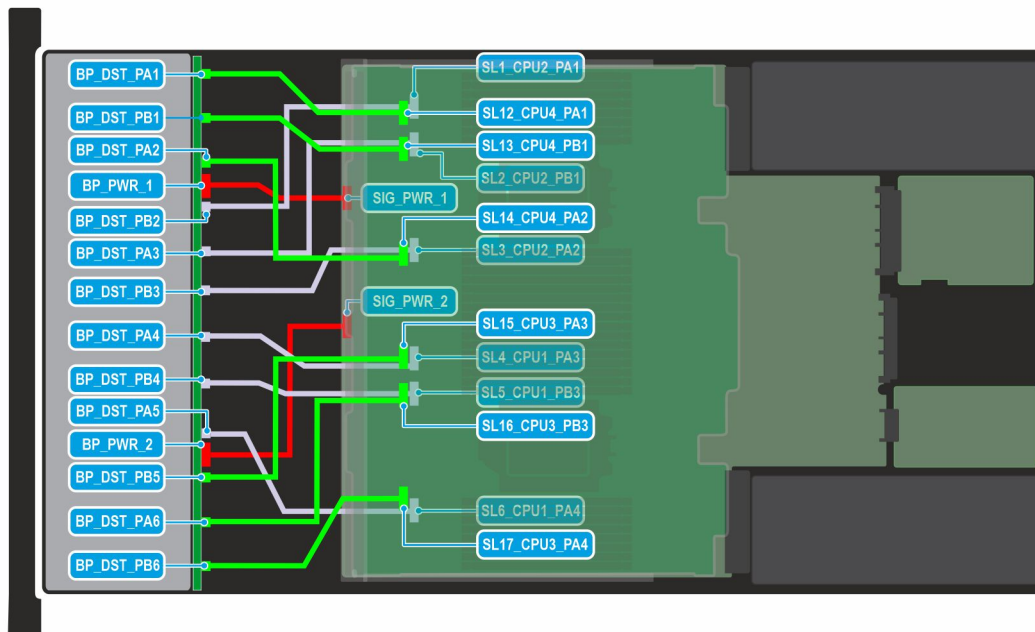 BP_DST_PA1
BP_DST_PB1
BP_DST_PA2
BP_PWR_1
BP_DST_PB2
BP_DST_PA3
BP_DST_PB3
BP_DST_PA4
BP_DST_PB4
BP_DST_PA5
BP_PWR_2
BP_DST_PB5
BP_DST_PA6
BP_DST_PB6
SIG_PWR_1
SIG_PWR_2
SL1_CPU2_PA1
SL12_CPU4_PA1
SL13_CPU4_PB1
SL2_CPU2_PB1
SL14_CPU4_PA2
SL3_CPU2_PA2
SL15_CPU3_PA3
SL4_CPU1_PA3
SL5_CPU1_PB3
SL16_CPU3_PB3
SL6_CPU1_PA4
SL17_CPU3_PA4